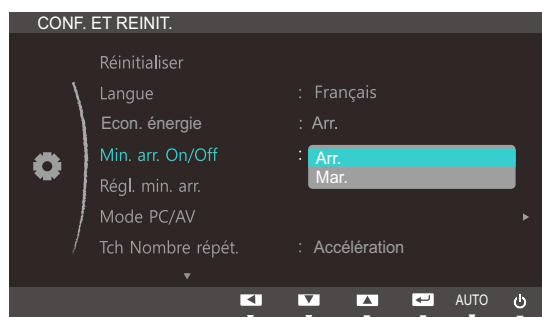 CONF. ET REINIT.
Réinitialiser
Langue : Français
Econ. énergie : Arr.
Min. arr. On/Off : Arr.
Mar.
Régl. min. arr.
Mode PC/AV
Tch Nombre répét. : Accélération
AUTO